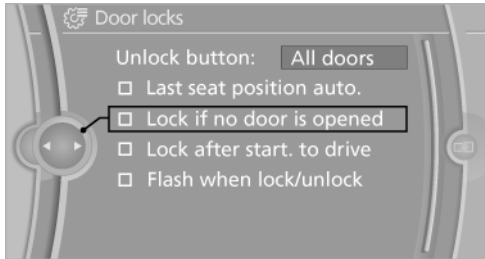 Door locks
Unlock button: All doors
Last seat position auto.
Lock if no door is opened
Lock after start. to drive
Flash when lock/unlock